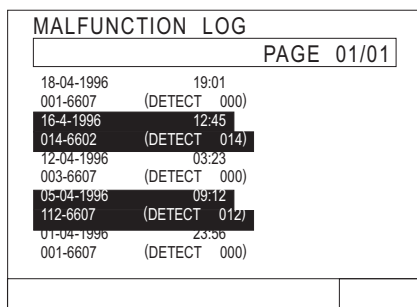 MALFUNCTION LOG
PAGE 01/01
18-04-1996 19:01
001-6607 (DETECT 000)
16-4-1996 12:45
014-6602 (DETECT 014)
12-04-1996 03:23
003-6607 (DETECT 000)
05-04-1996 09:12
112-6607 (DETECT 012)
01-04-1996 23:56
001-6607 (DETECT 000)